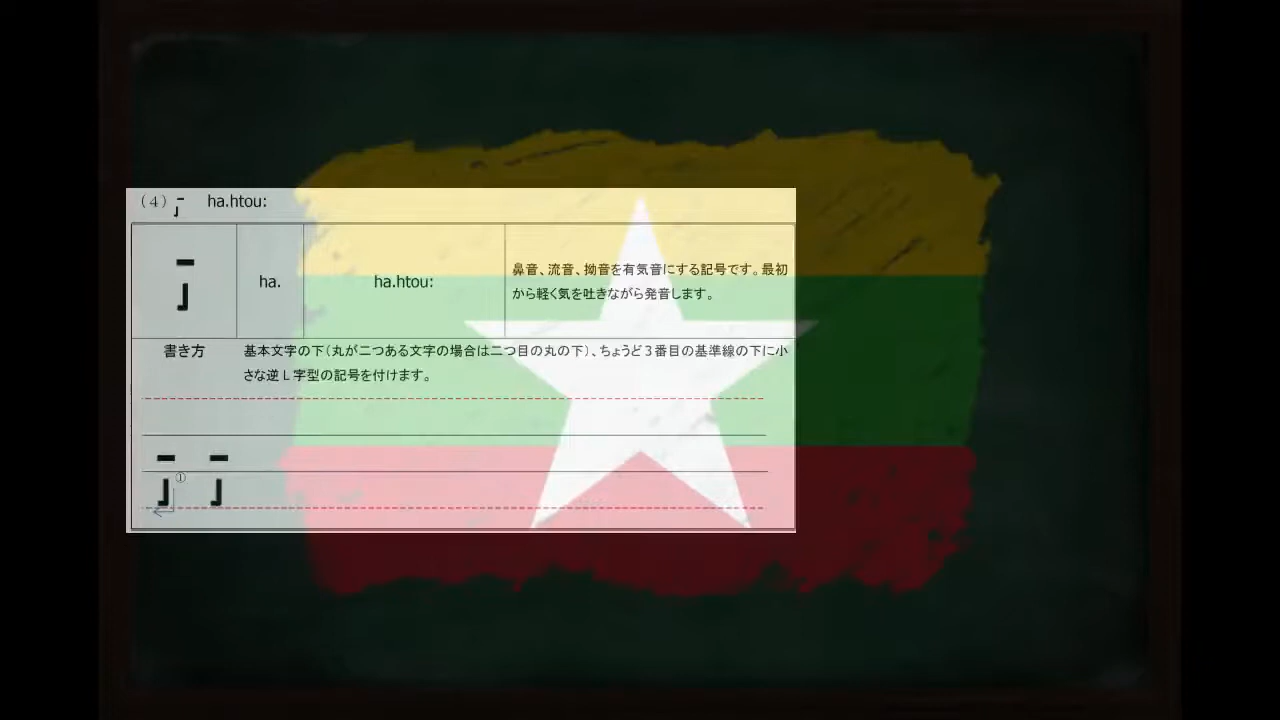 （４） ha.htou:
ha. ha.htou: 鼻音、流音、拗音を有気音にする記号です。最初
から軽く気を吐きながら発音します。
書き方 基本文字の下（丸が二つある文字の場合は二つ目の丸の下）、ちょうど３番目の基準線の下に小
さな逆Ｌ字型の記号を付けます。
①